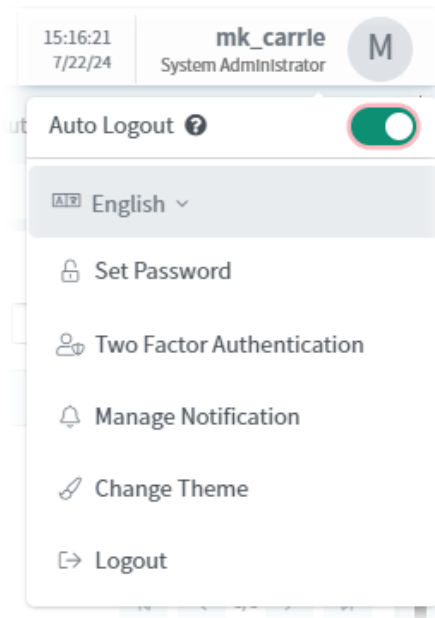 15:16:21
7/22/24
mk_carrle
System Administrator
M
Auto Logout
English
Set Password
Two Factor Authentication
Manage Notification
Change Theme
Logout